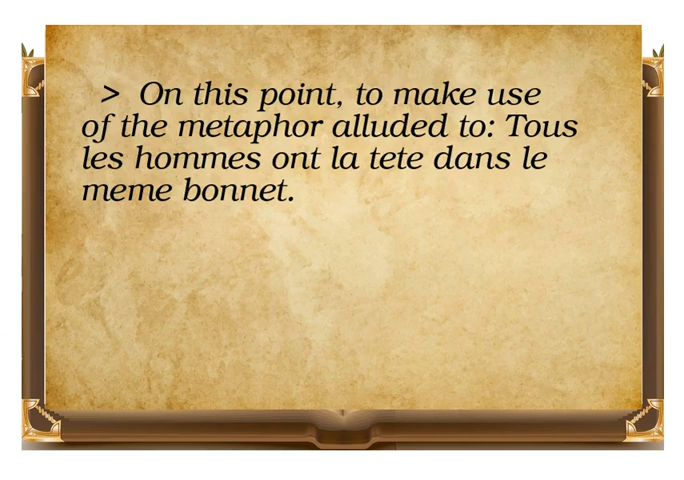 > On this point, to make use
of the metaphor alluded to: Tous
les hommes ont la tete dans le
meme bonnet.